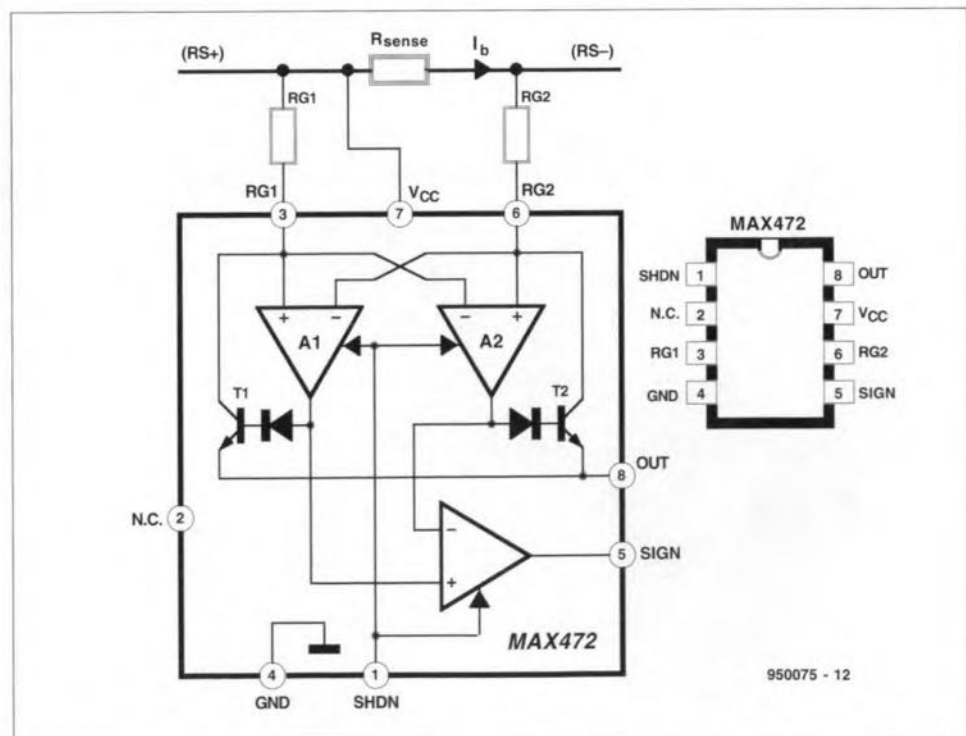 (RS+)
Rsense
Ib
(RS–)
RG1
RG2
RG1
VCC
RG2
3
7
6
MAX472
+
–
–
+
A1
A2
SHDN
1
8
OUT
N.C.
2
7
VCC
RG1
3
6
RG2
GND
4
5
SIGN
T1
T2
OUT
8
N.C.
2
–
+
5
SIGN
MAX472
4
1
GND
SHDN
950075 - 12